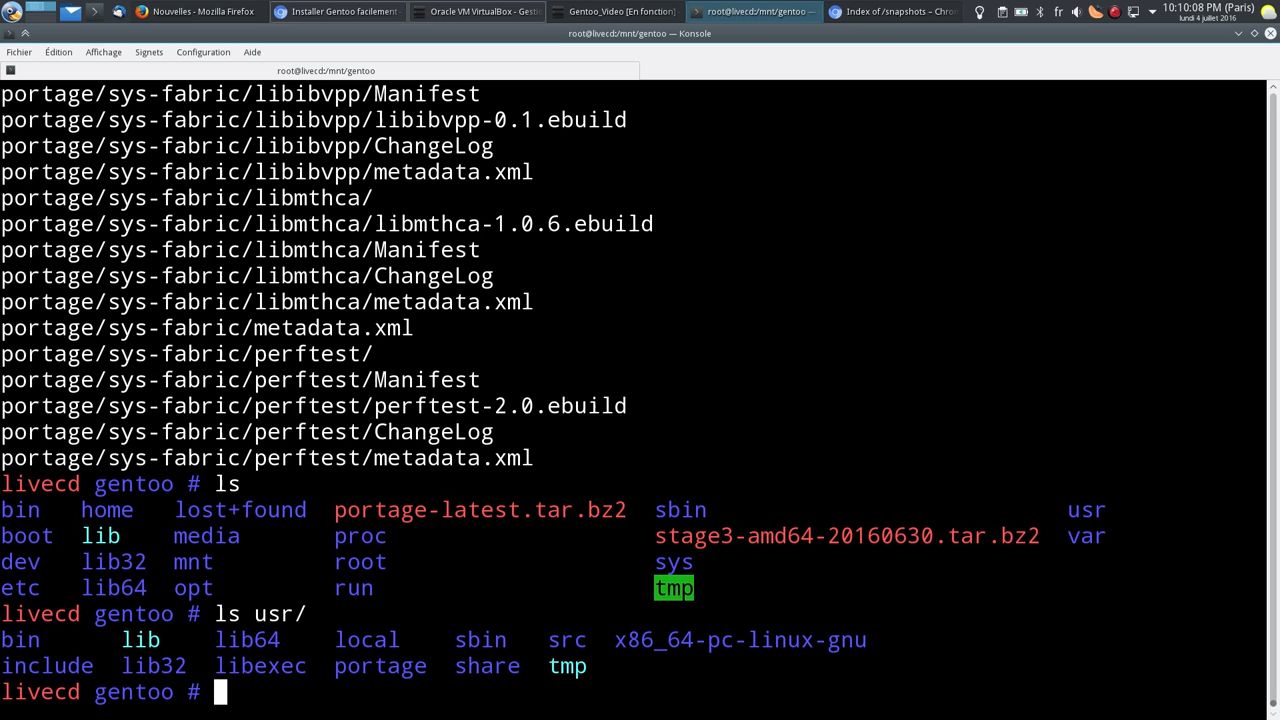 Nouvelles - Mozilla Firefox
Installer Gentoo facilement
Oracle VM VirtualBox - Gesti
Gentoo_Video [En fonction]
root@livecd:/mnt/gentoo —
Index of /snapshots – Chro
fr
10:10:08 PM (Paris)
lundi 4 juillet 2016
root@livecd:/mnt/gentoo — Konsole
Fichier Édition Affichage Signets Configuration Aide
root@livecd:/mnt/gentoo
portage/sys-fabric/libibvpp/Manifest
portage/sys-fabric/libibvpp/libibvpp-0.1.ebuild
portage/sys-fabric/libibvpp/ChangeLog
portage/sys-fabric/libibvpp/metadata.xml
portage/sys-fabric/libmthca/
portage/sys-fabric/libmthca/libmthca-1.0.6.ebuild
portage/sys-fabric/libmthca/Manifest
portage/sys-fabric/libmthca/ChangeLog
portage/sys-fabric/libmthca/metadata.xml
portage/sys-fabric/metadata.xml
portage/sys-fabric/perftest/
portage/sys-fabric/perftest/Manifest
portage/sys-fabric/perftest/perftest-2.0.ebuild
portage/sys-fabric/perftest/ChangeLog
portage/sys-fabric/perftest/metadata.xml
livecd gentoo # ls
bin home lost+found portage-latest.tar.bz2 sbin usr
boot lib media proc stage3-amd64-20160630.tar.bz2 var
dev lib32 mnt root sys
etc lib64 opt run tmp
livecd gentoo # ls usr/
bin lib lib64 local sbin src x86_64-pc-linux-gnu
include lib32 libexec portage share tmp
livecd gentoo #